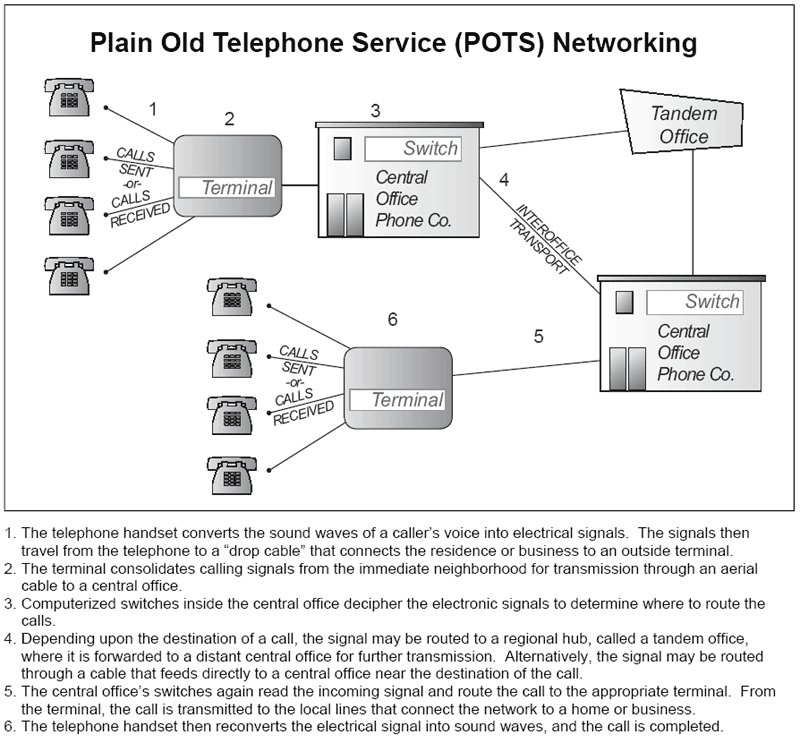 Plain Old Telephone Service (POTS) Networking
1
2
3
CALLS
SENT
-or-
CALLS
RECEIVED
Terminal
Switch
Central
Office
Phone Co.
Tandem
Office
4
INTEROFFICE
TRANSPORT
Switch
Central
Office
Phone Co.
5
6
CALLS
SENT
-or-
CALLS
RECEIVED
Terminal
1. The telephone handset converts the sound waves of a caller's voice into electrical signals. The signals then
travel from the telephone to a “drop cable” that connects the residence or business to an outside terminal.
2. The terminal consolidates calling signals from the immediate neighborhood for transmission through an aerial
cable to a central office.
3. Computerized switches inside the central office decipher the electronic signals to determine where to route the
calls.
4. Depending upon the destination of a call, the signal may be routed to a regional hub, called a tandem office,
where it is forwarded to a distant central office for further transmission. Alternatively, the signal may be routed
through a cable that feeds directly to a central office near the destination of the call.
5. The central office's switches again read the incoming signal and route the call to the appropriate terminal. From
the terminal, the call is transmitted to the local lines that connect the network to a home or business.
6. The telephone handset then reconverts the electrical signal into sound waves, and the call is completed.